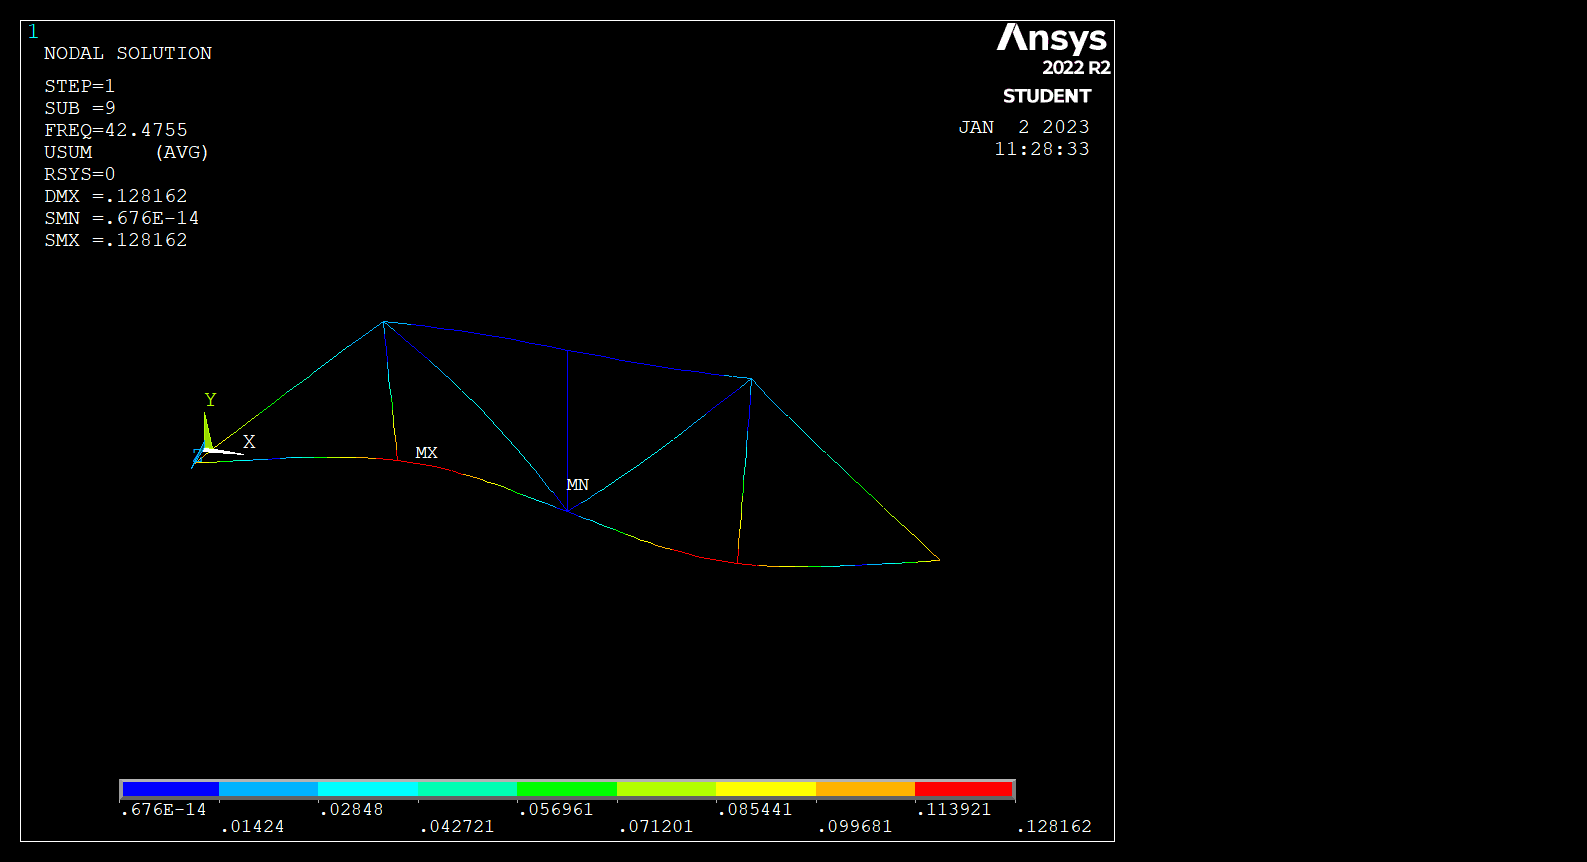 1
NODAL SOLUTION
STEP=1
SUB =9
FREQ=42.4755
USUM (AVG)
RSYS=0
DMX =.128162
SMN =.676E-14
SMX =.128162
Ansys
2022 R2
STUDENT
JAN 2 2023
11:28:33
Y
X
MX
MN
.676E-14 .02848 .056961 .085441 .113921
.01424 .042721 .071201 .099681 .128162